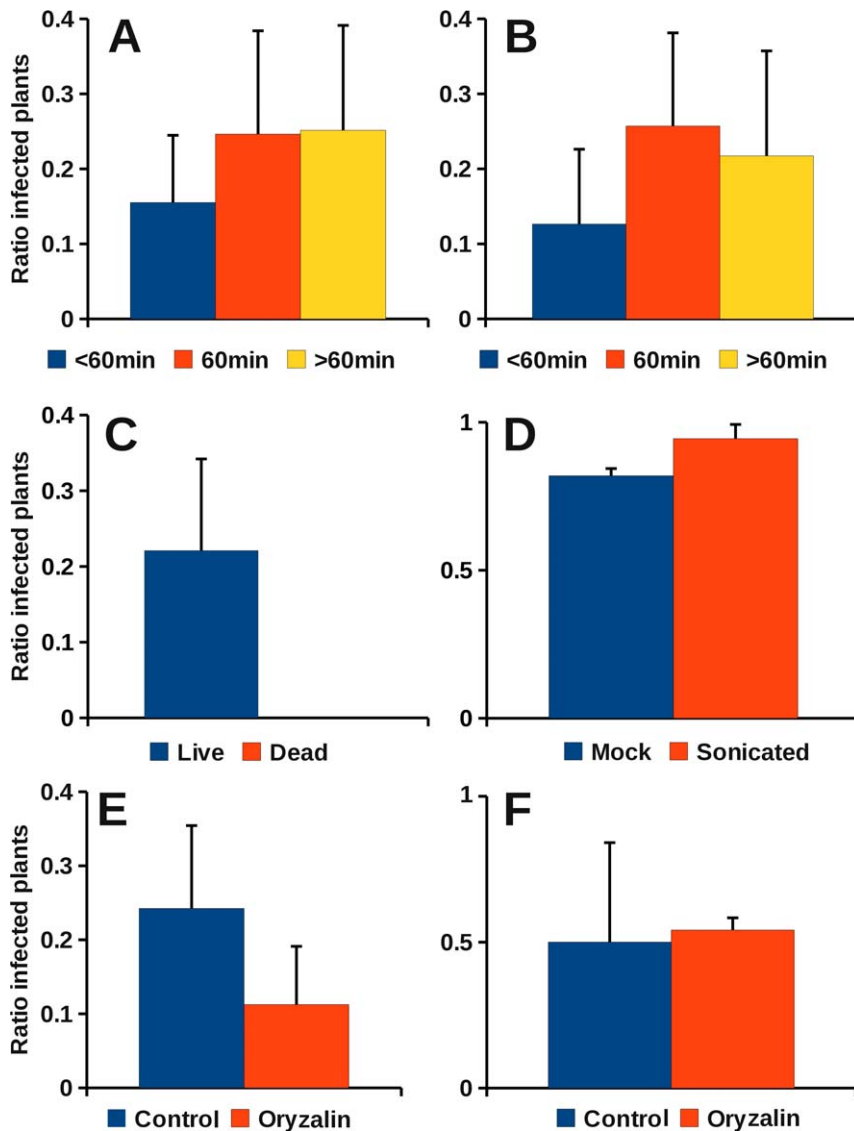 A
B
Ratio infected plants
0.4
0.3
0.2
0.1
0
0.4
0.3
0.2
0.1
0
<60min 60min >60min
<60min 60min >60min
C
D
Ratio infected plants
0.4
0.3
0.2
0.1
0
1
0.5
0
Live Dead
Mock Sonicated
E
F
Ratio infected plants
0.4
0.3
0.2
0.1
0
1
0.5
0
Control Oryzalin
Control Oryzalin